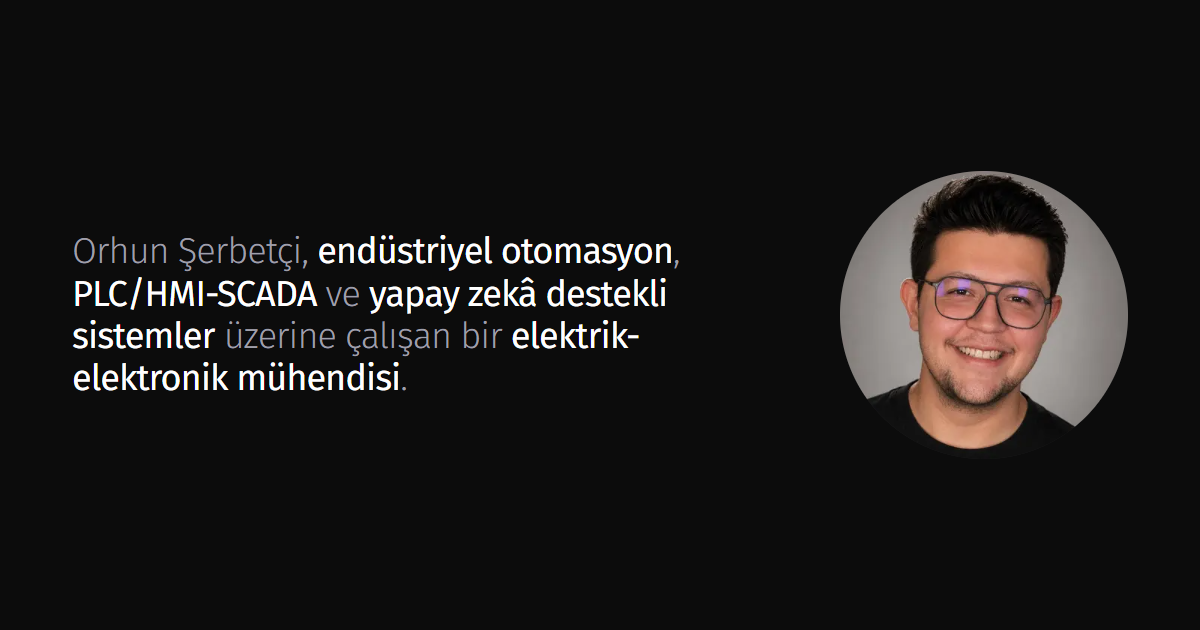 Orhun Şerbetçi, endüstriyel otomasyon,
PLC/HMI-SCADA ve yapay zekâ destekli
sistemler üzerine çalışan bir elektrik-
elektronik mühendisi.